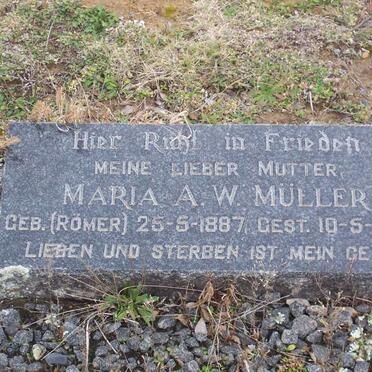 Hier Ruht in Frieden
MEINE LIEBER MUTTER
MARIA A. W. MÜLLER
GEB. (RÖMER) 25-5-1887, GEST. 10-5-
LIEBEN UND STERBEN IST MEIN GE